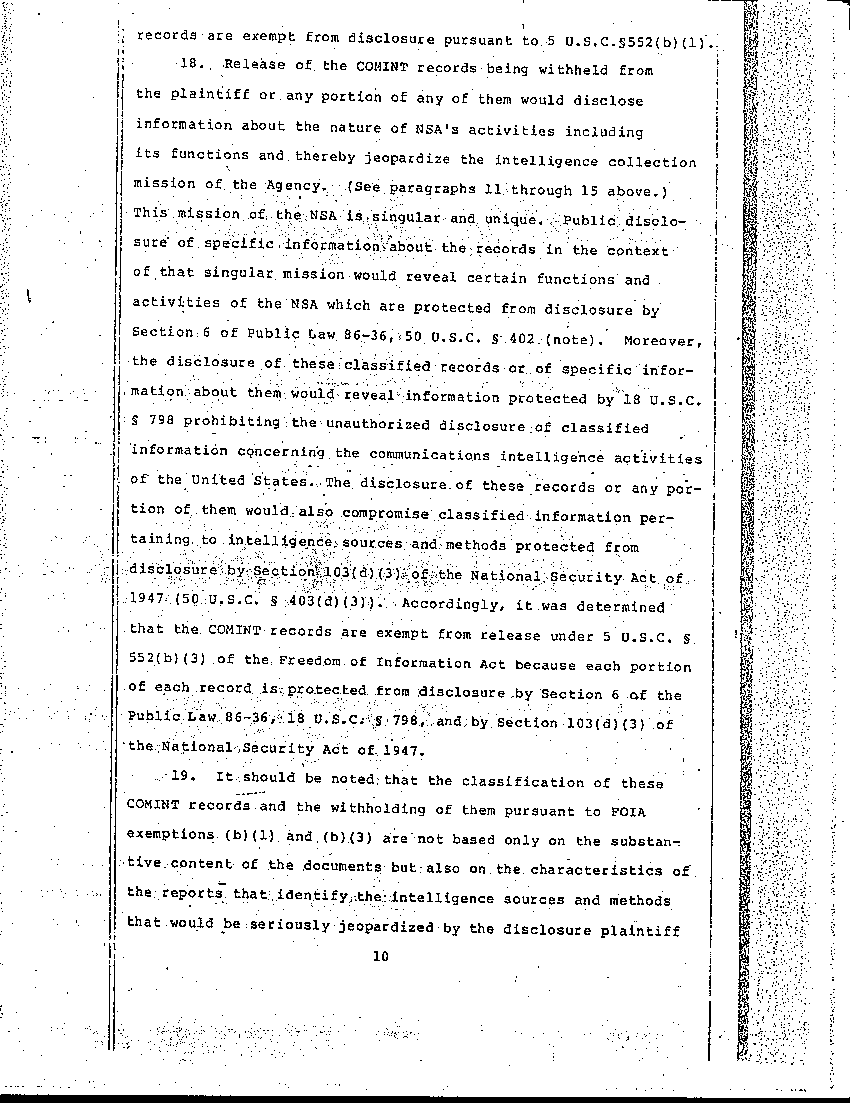 records are exempt from disclosure pursuant to 5 U.S.C.§552(b)(1).
18. Release of the COMINT records being withheld from
the plaintiff or any portion of any of them would disclose
information about the nature of NSA's activities including
its functions and thereby jeopardize the intelligence collection
mission of the Agency. (See paragraphs 11 through 15 above.)
This mission of the NSA is singular and unique. Public disclo-
sure of specific information about the records in the context
of that singular mission would reveal certain functions and
activities of the NSA which are protected from disclosure by
Section 6 of Public Law 86-36, 50 U.S.C. § 402 (note). Moreover,
the disclosure of these classified records or of specific infor-
mation about them would reveal information protected by 18 U.S.C.
§ 798 prohibiting the unauthorized disclosure of classified
information concerning the communications intelligence activities
of the United States. The disclosure of these records or any por-
tion of them would also compromise classified information per-
taining to intelligence sources and methods protected from
disclosure by Section 103(d)(3) of the National Security Act of
1947 (50 U.S.C. § 403(d)(3)). Accordingly, it was determined
that the COMINT records are exempt from release under 5 U.S.C. §
552(b)(3) of the Freedom of Information Act because each portion
of each record is protected from disclosure by Section 6 of the
Public Law 86-36, 18 U.S.C. § 798, and by Section 103(d)(3) of
the National Security Act of 1947.
19. It should be noted that the classification of these
COMINT records and the withholding of them pursuant to FOIA
exemptions (b)(1) and (b)(3) are not based only on the substan-
tive content of the documents but also on the characteristics of
the reports that identify the intelligence sources and methods
that would be seriously jeopardized by the disclosure plaintiff
10